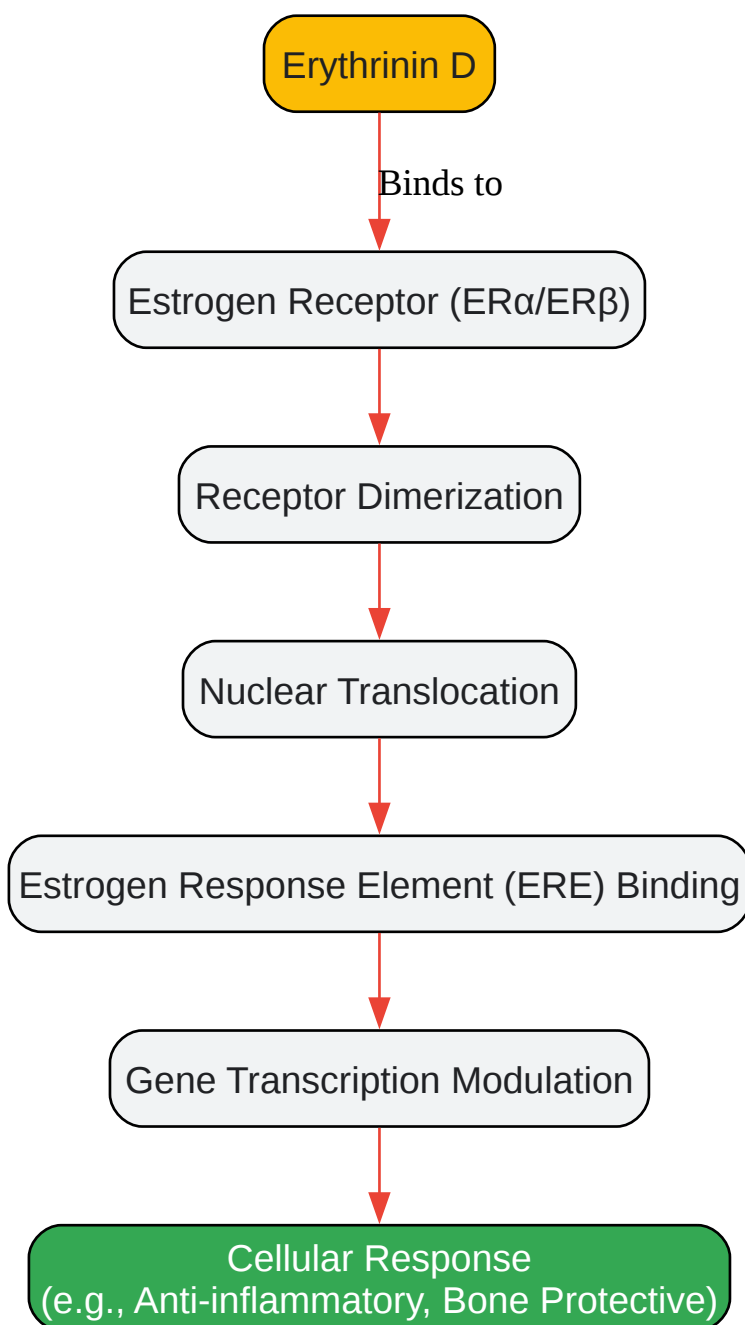 Erythrinin D
Binds to
Estrogen Receptor (ERα/ERβ)
Receptor Dimerization
Nuclear Translocation
Estrogen Response Element (ERE) Binding
Gene Transcription Modulation
Cellular Response
(e.g., Anti-inflammatory, Bone Protective)